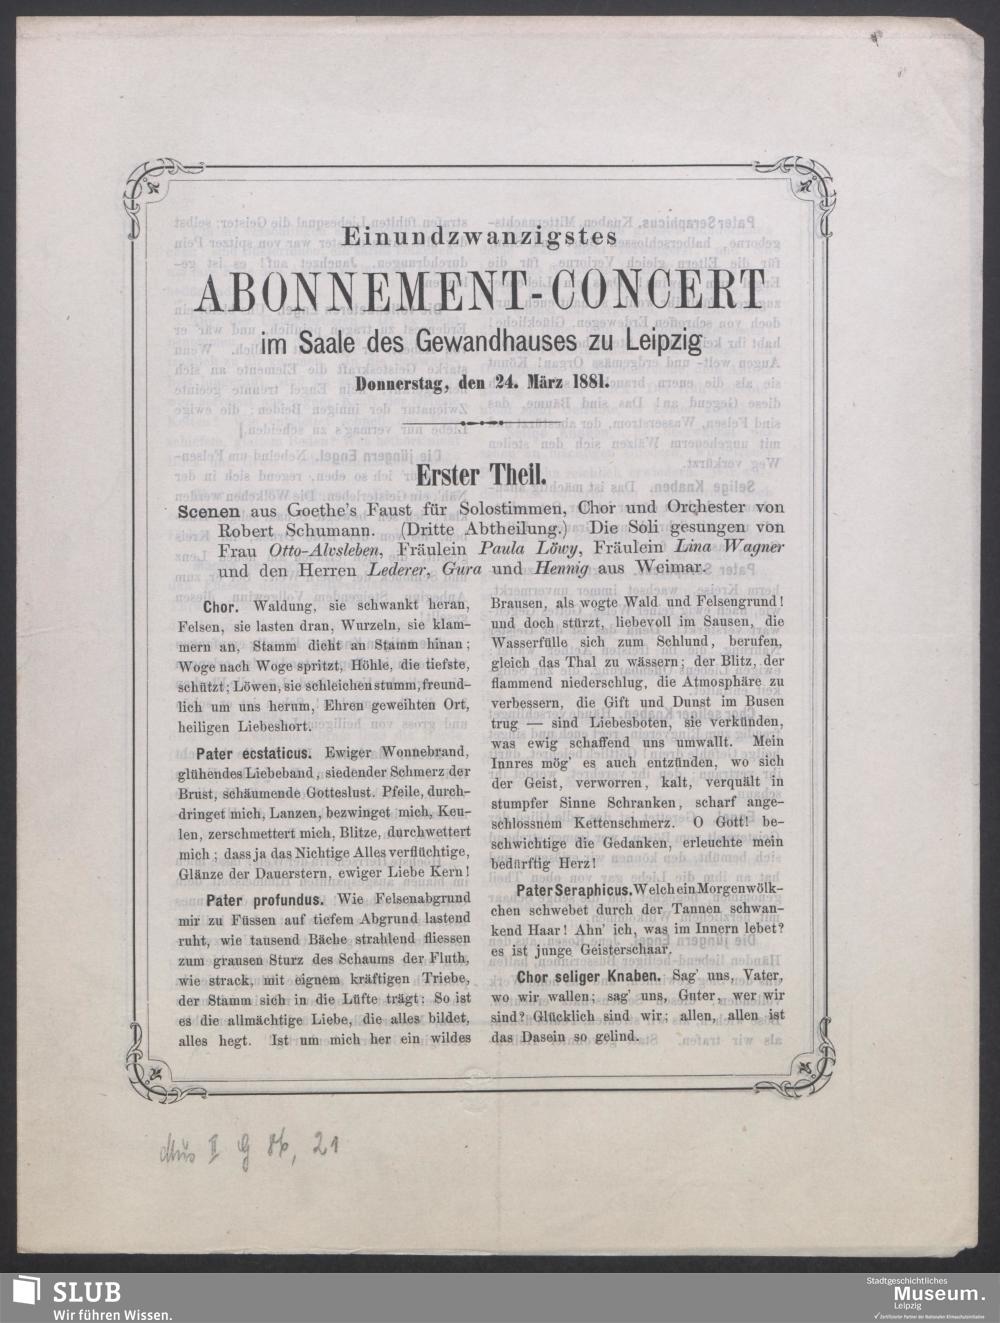 Einundzwanzigstes
ABONNEMENT-CONCERT
im Saale des Gewandhauses zu Leipzig
Donnerstag, den 24. März 1881.
Erster Theil.
Scenen aus Goethe's Faust für Solostimmen, Chor und Orchester von
Robert Schumann. (Dritte Abtheilung.) Die Soli gesungen von
Frau Otto-Alvsleben, Fräulein Paula Löwy, Fräulein Lina Wagner
und den Herren Lederer, Gura und Hennig aus Weimar.
Chor. Waldung, sie schwankt heran,
Felsen, sie lasten dran, Wurzeln, sie klam-
mern an, Stamm dicht an Stamm hinan;
Woge nach Woge spritzt, Höhle, die tiefste,
schützt; Löwen, sie schleichen stumm, freund-
lich um uns herum, Ehren geweihten Ort,
heiligen Liebeshort.
Pater ecstaticus. Ewiger Wonnebrand,
glühendes Liebeband, siedender Schmerz der
Brust, schäumende Gotteslust. Pfeile, durch-
dringet mich, Lanzen, bezwinget mich, Keu-
len, zerschmettert mich, Blitze, durchwettert
mich; dass ja das Nichtige Alles verflüchtige,
Glänze der Dauerstern, ewiger Liebe Kern!
Pater profundus. Wie Felsenabgrund
mir zu Füssen auf tiefem Abgrund lastend
ruht, wie tausend Bäche strahlend fliessen
zum grausen Sturz des Schaums der Fluth,
wie strack, mit eignem kräftigen Triebe,
der Stamm sich in die Lüfte trägt: So ist
es die allmächtige Liebe, die alles bildet,
alles hegt. Ist um mich her ein wildes
Brausen, als wogte Wald und Felsengrund!
und doch stürzt, liebevoll im Sausen, die
Wasserfülle sich zum Schlund, berufen,
gleich das Thal zu wässern; der Blitz, der
flammend niederschlug, die Atmosphäre zu
verbessern, die Gift und Dunst im Busen
trug — sind Liebesboten, sie verkünden,
was ewig schaffend uns umwallt. Mein
Innres mög' es auch entzünden, wo sich
der Geist, verworren, kalt, verquält in
stumpfer Sinne Schranken, scharf ange-
schlossnem Kettenschmerz. O Gott! be-
schwichtige die Gedanken, erleuchte mein
bedürftig Herz!
Pater Seraphicus. Welch ein Morgenwölk-
chen schwebet durch der Tannen schwan-
kend Haar! Ahn' ich, was im Innern lebet?
es ist junge Geisterschaar.
Chor seliger Knaben. Sag' uns, Vater,
wo wir wallen; sag' uns, Guter, wer wir
sind? Glücklich sind wir; allen, allen ist
das Dasein so gelind.
Mus II G 21
SLUB
Wir führen Wissen.
Stadtgeschichtliches
Museum.
Leipzig
Zertifizierter Partner der Nationalen Klimaschutzinitiative